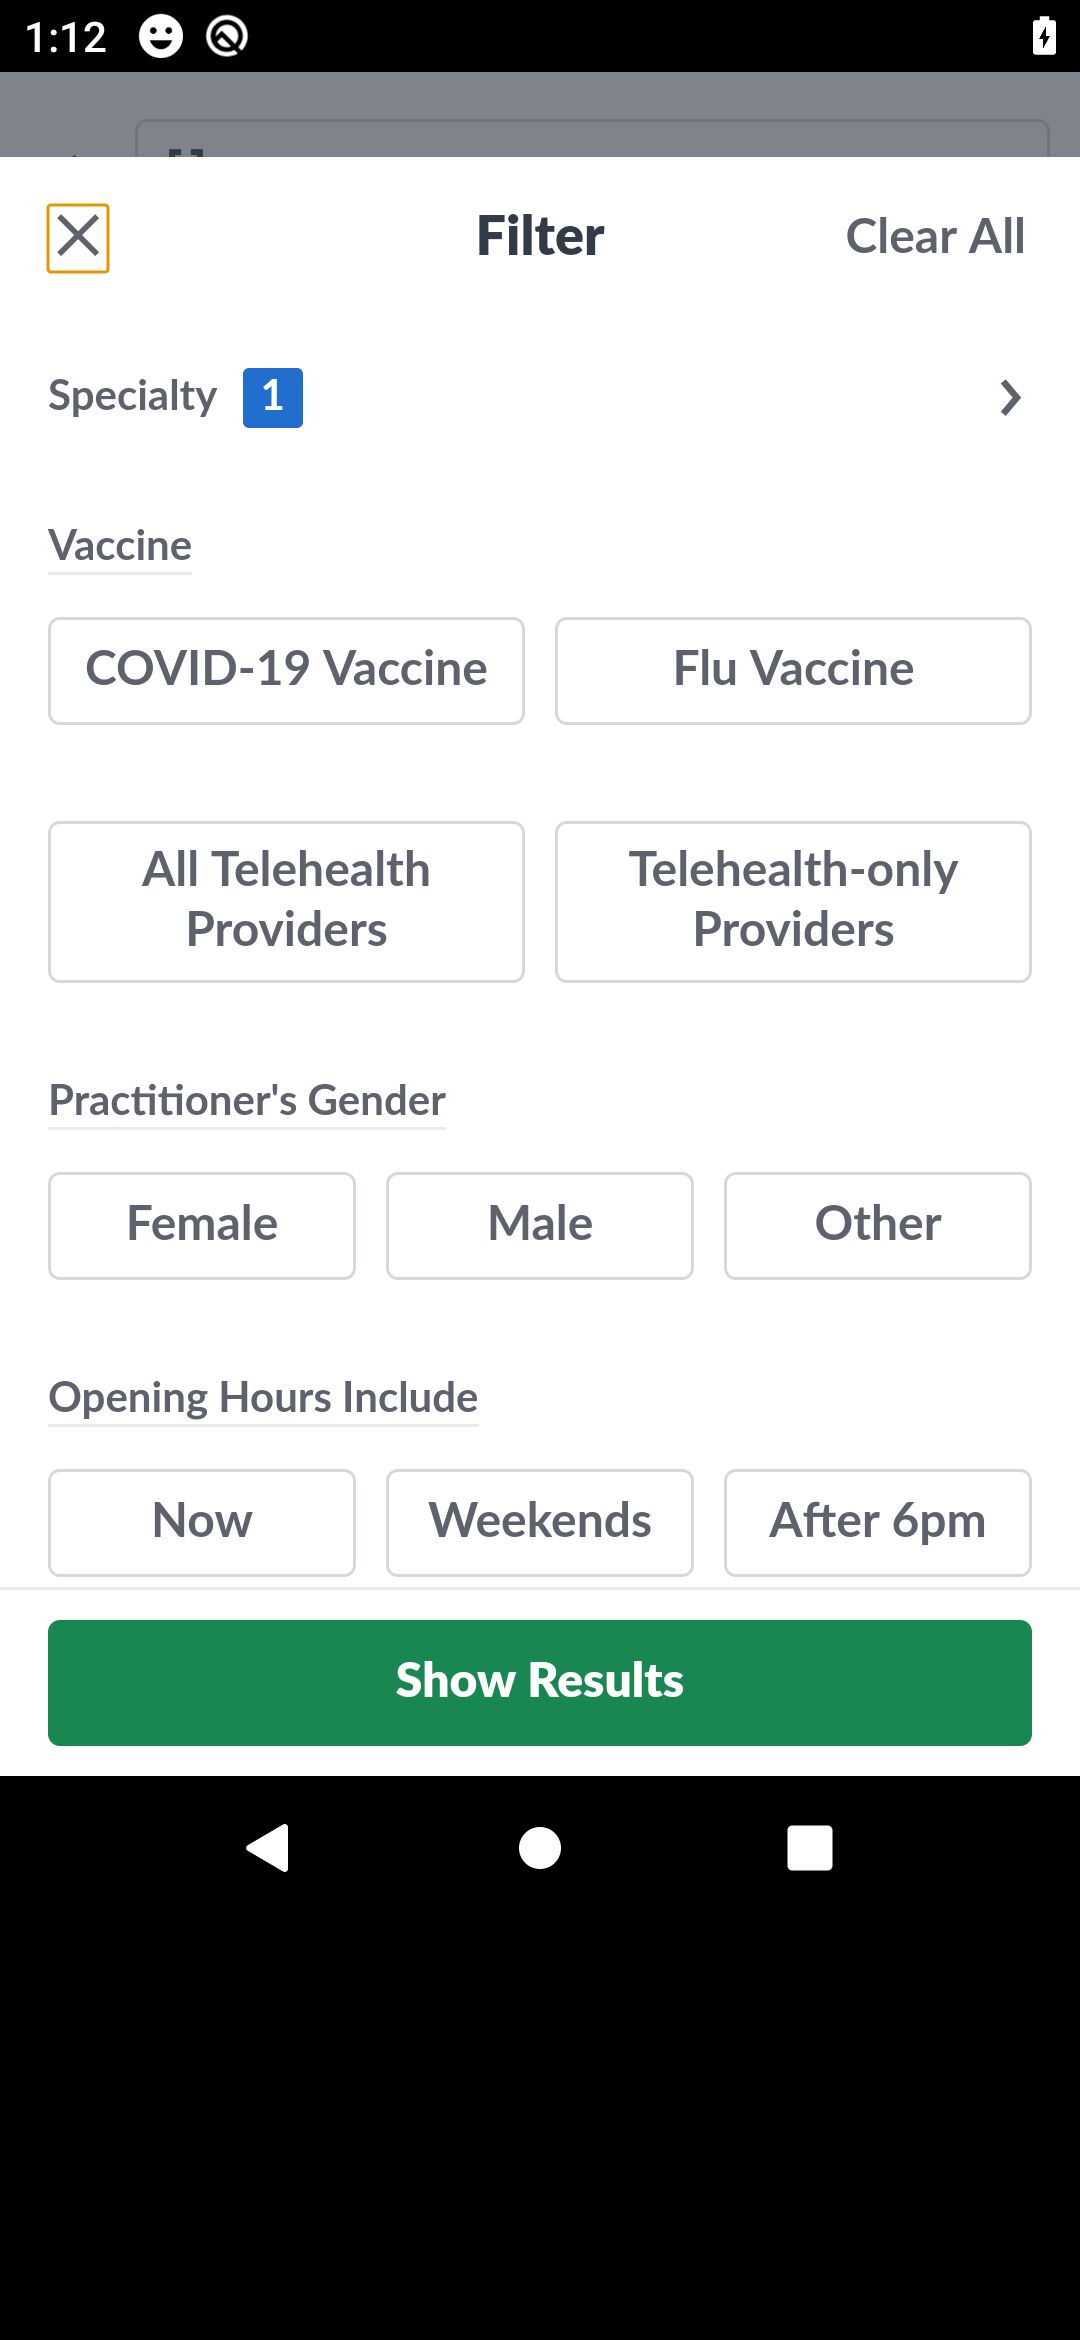 1:12
Filter
Clear All
Specialty 1
Vaccine
COVID-19 Vaccine
Flu Vaccine
All Telehealth
Providers
Telehealth-only
Providers
Practitioner's Gender
Female
Male
Other
Opening Hours Include
Now
Weekends
After 6pm
Show Results